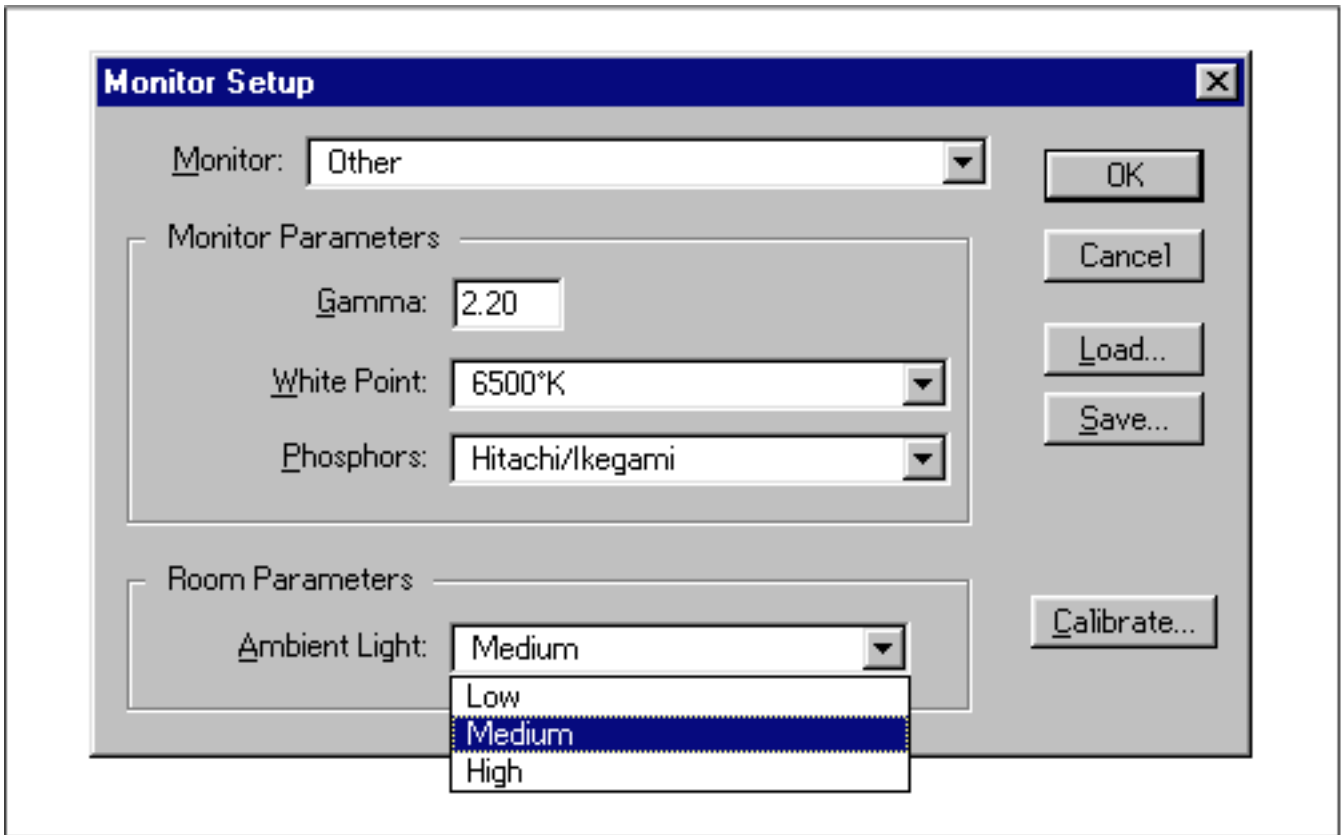 Monitor Setup
Monitor: Other
OK
Monitor Parameters
Cancel
Gamma: 2.20
Load...
White Point: 6500°K
Save...
Phosphors: Hitachi/Ikegami
Room Parameters
Calibrate...
Ambient Light: Medium
Low
Medium
High